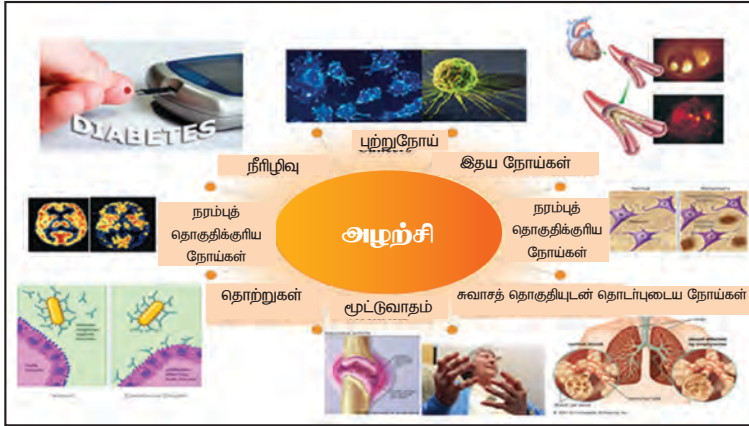 DIABETES
புற்றுநோய்
நீரிழிவு
இதய நோய்கள்
நரம்புத்
தொகுதிக்குரிய
நோய்கள்
அழற்சி
நரம்புத்
தொகுதிக்குரிய
நோய்கள்
தொற்றுகள்
மூட்டுவாதம்
சுவாசத் தொகுதியுடன் தொடர்புடைய நோய்கள்